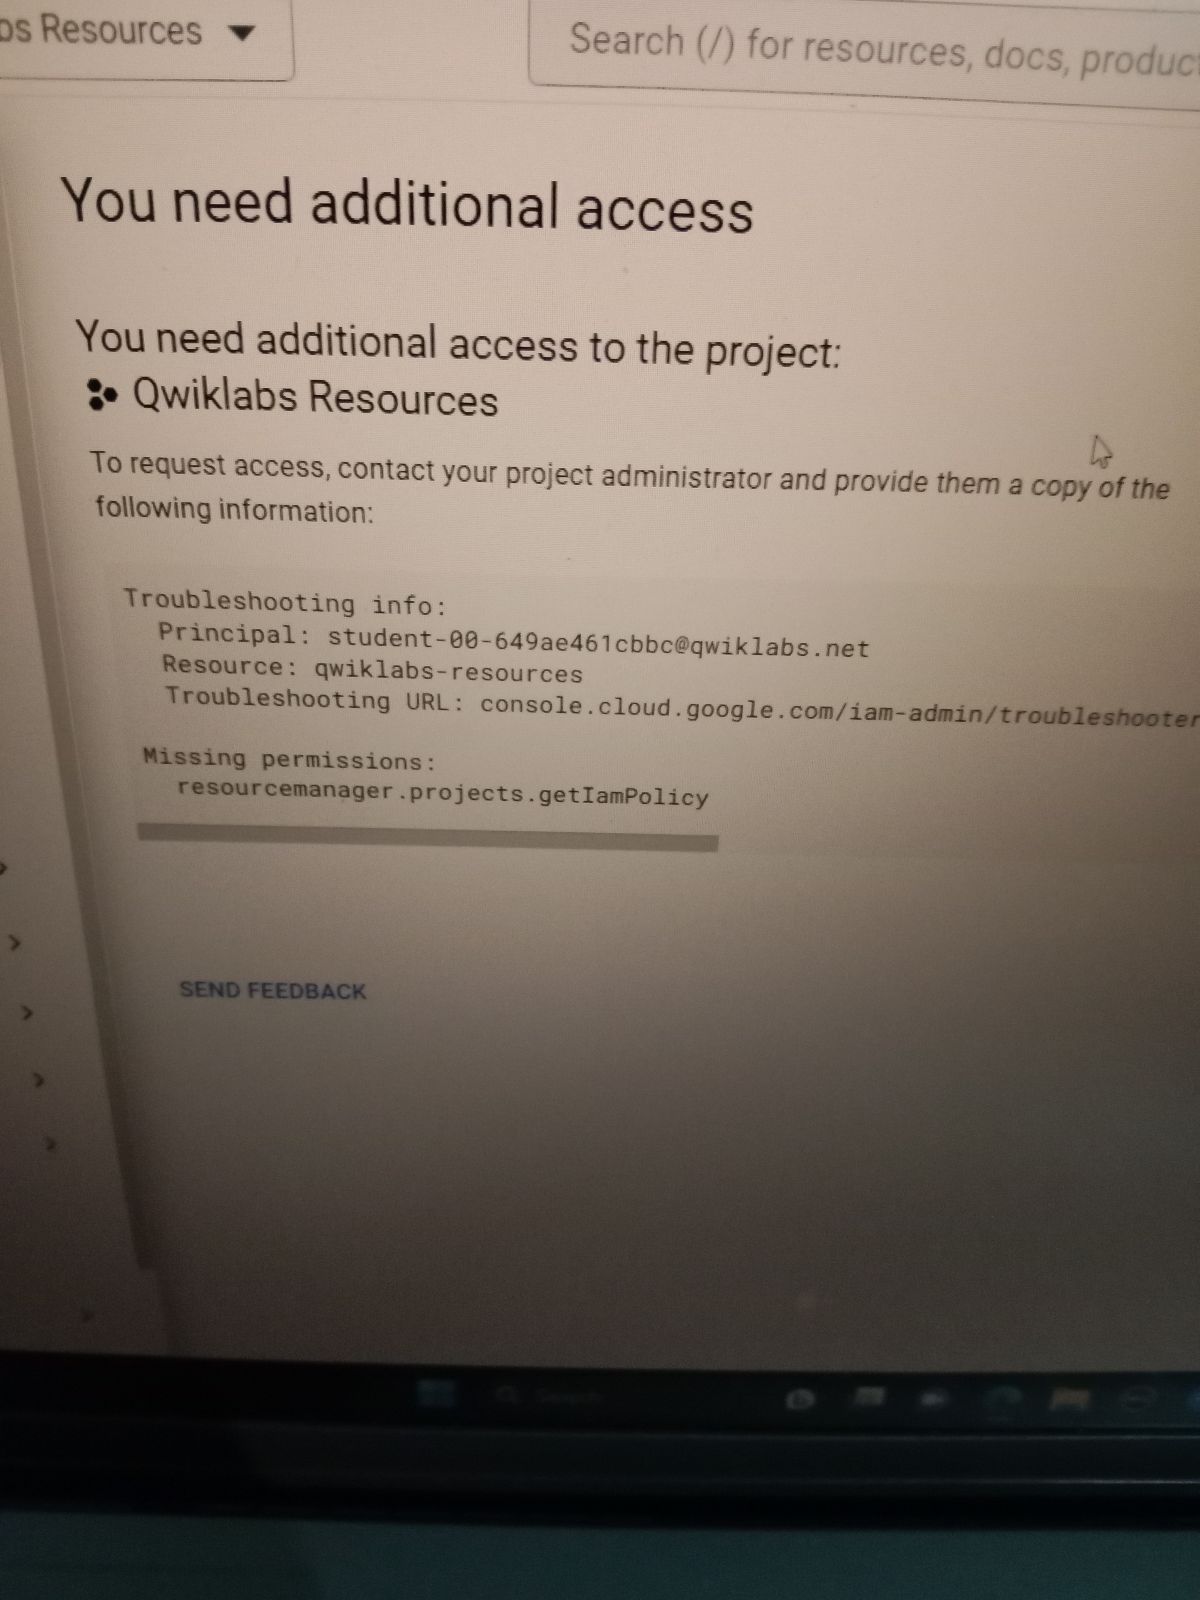 os Resources
Search (/) for resources, docs, product
You need additional access
You need additional access to the project:
Qwiklabs Resources
To request access, contact your project administrator and provide them a copy of the
following information:
Troubleshooting info:
Principal: student-00-649ae461cbbc@qwiklabs.net
Resource: qwiklabs-resources
Troubleshooting URL: console.cloud.google.com/iam-admin/troubleshooter
Missing permissions:
resourcemanager.projects.getIamPolicy
SEND FEEDBACK
Search